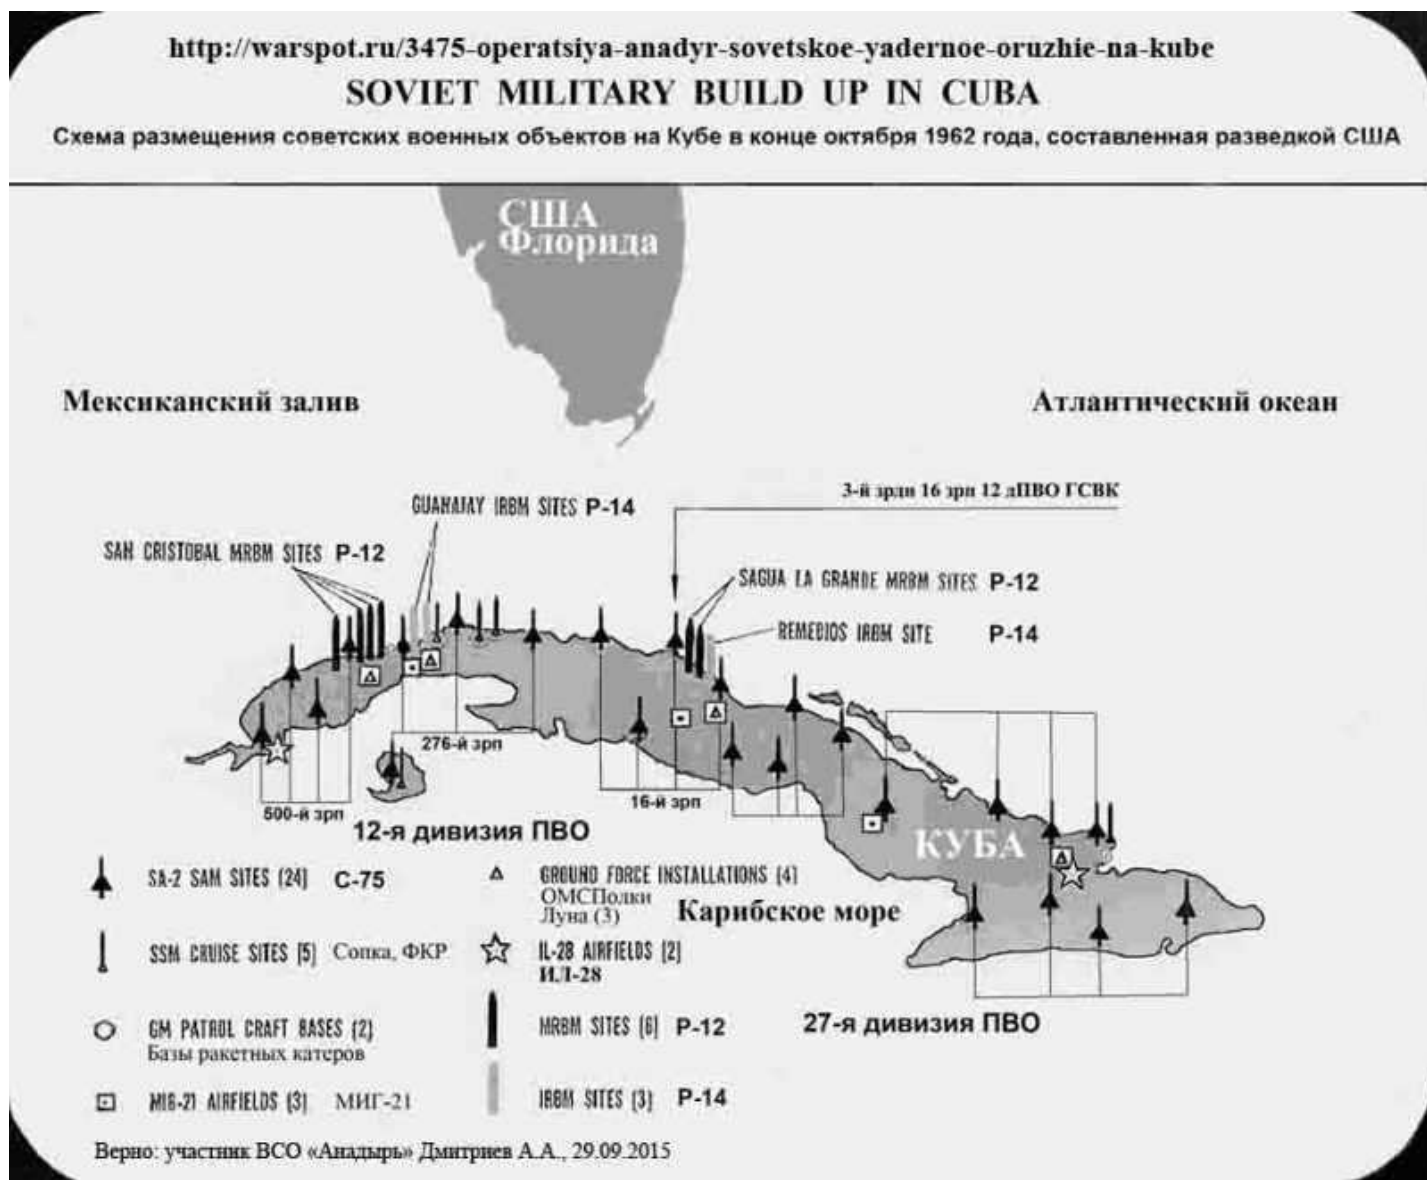 http://warspot.ru/3475-operatsiya-anadyr-sovetskoe-yadernoe-oruzhie-na-kube
SOVIET MILITARY BUILD UP IN CUBA
Схема размещения советских военных объектов на Кубе в конце октября 1962 года, составленная разведкой США
США
Флорида
Мексиканский залив
Атлантический океан
3-й зрдн 16 зрп 12 дПВО ГСВК
GUANAJAY IRBM SITES Р-14
SAN CRISTOBAL MRBM SITES Р-12
SAGUA LA GRANDE MRBM SITES Р-12
REMEDIOS IRBM SITE Р-14
276-й зрп
500-й зрп
16-й зрп
12-я дивизия ПВО
КУБА
SA-2 SAM SITES (24) С-75
GROUND FORCE INSTALLATIONS (4)
ОМСПолки
Луна (3)
Карибское море
SSM CRUISE SITES (5) Сопка, ФКР
IL-28 AIRFIELDS (2)
ИЛ-28
GM PATROL CRAFT BASES (2)
Базы ракетных катеров
MRBM SITES (6) Р-12
27-я дивизия ПВО
MIG-21 AIRFIELDS (3) МИГ-21
IRBM SITES (3) Р-14
Верно: участник ВСО «Анадырь» Дмитриев А.А., 29.09.2015